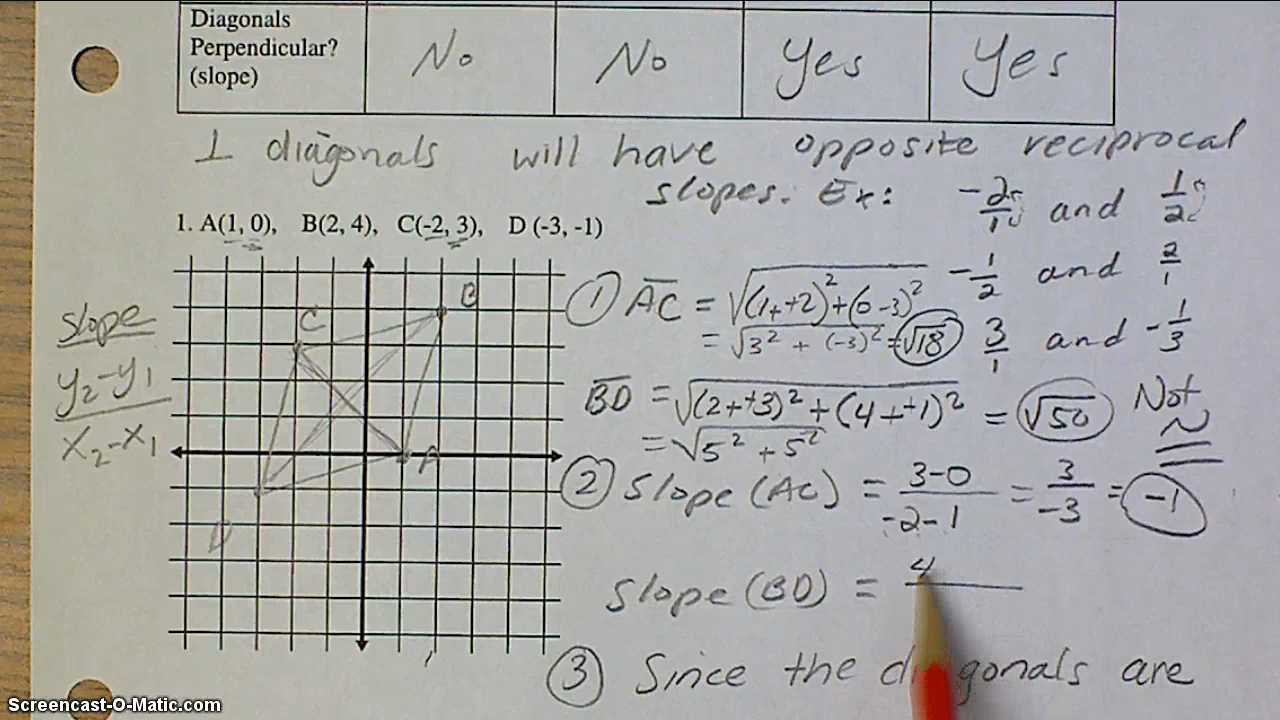 Diagonals
Perpendicular?
(slope)
No No Yes Yes
⊥ diagonals will have opposite reciprocal
slopes. Ex: -2/1 and 1/2
1. A(1, 0), B(2, 4), C(-2, 3), D (-3, -1)
-1/2 and 2/1
3/1 and -1/3
① AC = √(1++2)²+(0-3)²
= √3² + (-3)² = √18
BD = √(2++3)² + (4++1)² = √50
= √5² + 5²
Not ≅
slope
y₂-y₁
x₂-x₁
B
C
A
D
② Slope (AC) = 3-0/-2-1 = 3/-3 = -1
Slope (BD) = 4
③ Since the diagonals are
Screencast-O-Matic.com